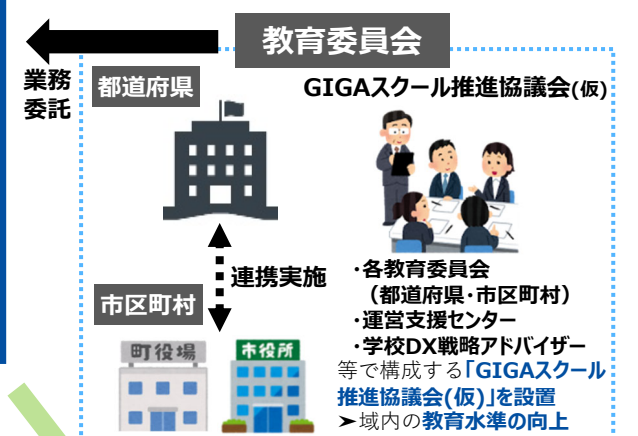 教育委員会
業務
委託
都道府県
GIGAスクール推進協議会(仮)
連携実施
市区町村
町役場
市役所
・各教育委員会
（都道府県・市区町村）
・運営支援センター
・学校DX戦略アドバイザー
等で構成する「GIGAスクール
推進協議会(仮)」を設置
➤域内の教育水準の向上